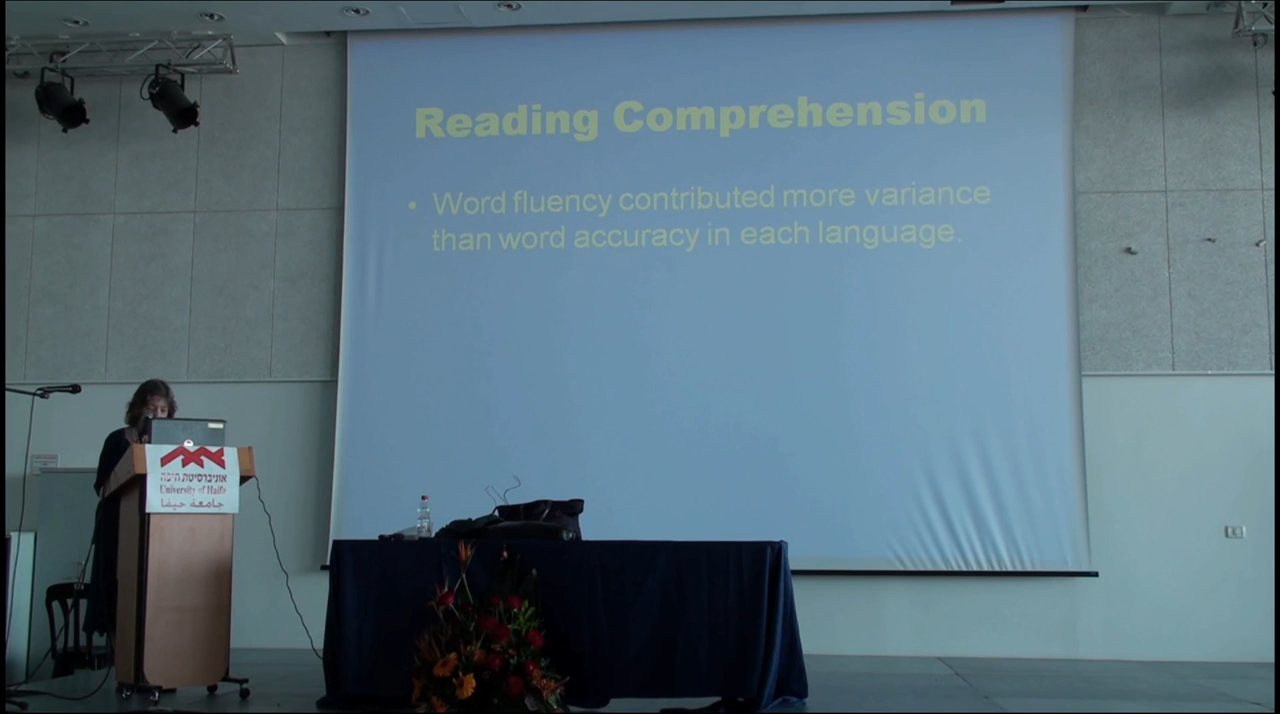 Reading Comprehension
• Word fluency contributed more variance
than word accuracy in each language.
אוניברסיטת חיפה
University of Haifa
جامعة حيفا